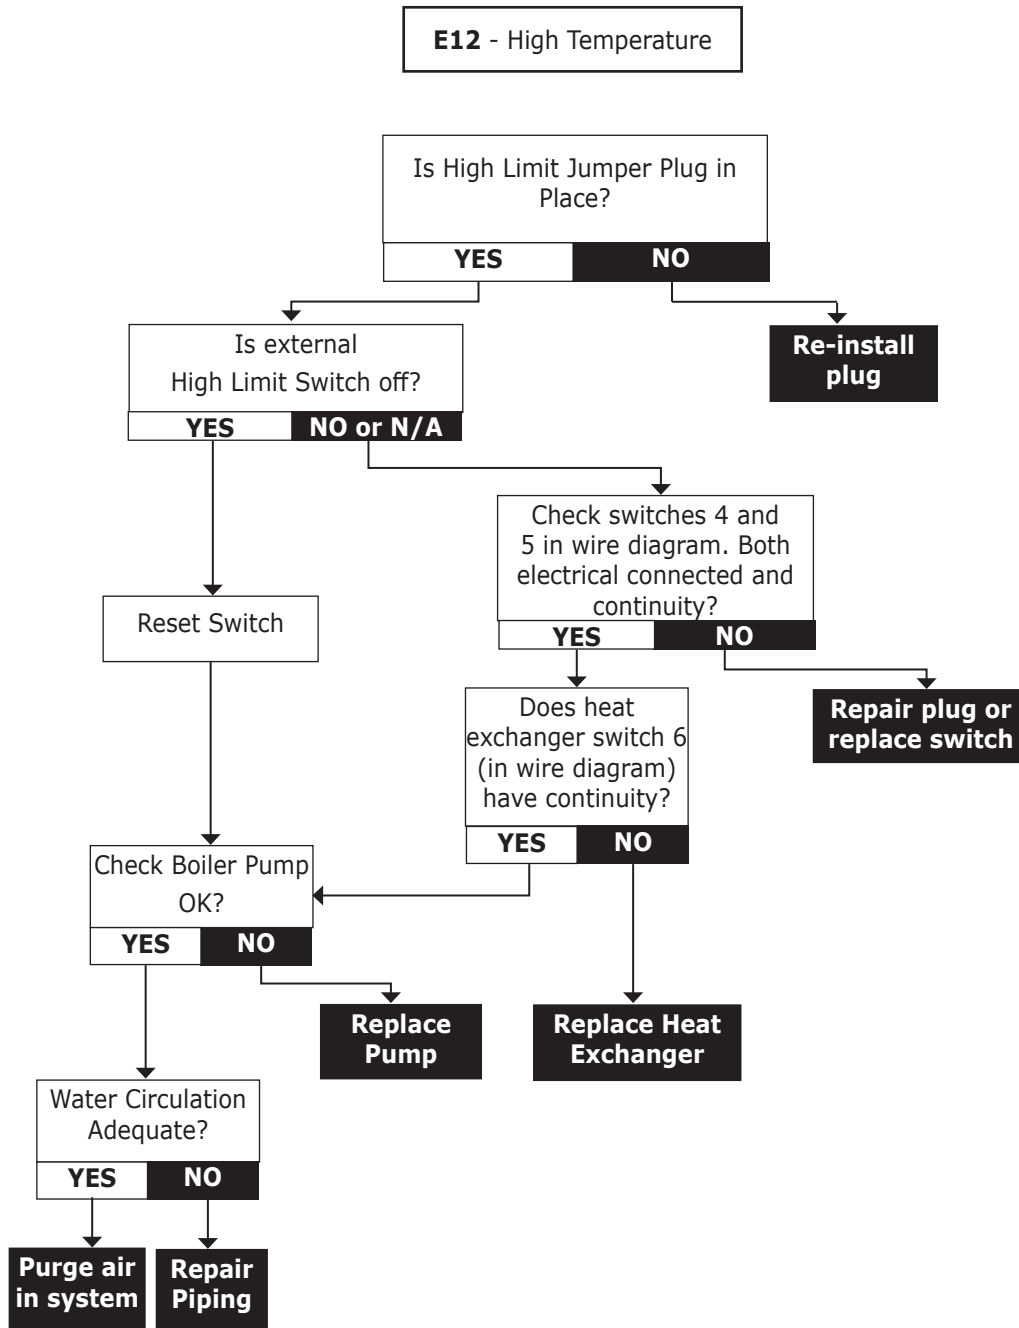 E12 - High Temperature
Is High Limit Jumper Plug in
Place?
YES
NO
Is external
High Limit Switch off?
YES
NO or N/A
Re-install
plug
Check switches 4 and
5 in wire diagram. Both
electrical connected and
continuity?
YES
NO
Reset Switch
Does heat
exchanger switch 6
(in wire diagram)
have continuity?
YES
NO
Repair plug or
replace switch
Check Boiler Pump
OK?
YES
NO
Replace
Pump
Replace Heat
Exchanger
Water Circulation
Adequate?
YES
NO
Purge air
in system
Repair
Piping